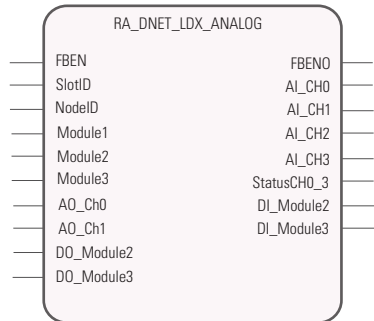 RA_DNET_LDX_ANALOG
FBEN
FBENO
SlotID
AI_CH0
NodeID
AI_CH1
Module1
AI_CH2
Module2
AI_CH3
Module3
StatusCH0_3
AO_Ch0
DI_Module2
AO_Ch1
DI_Module3
DO_Module2
DO_Module3